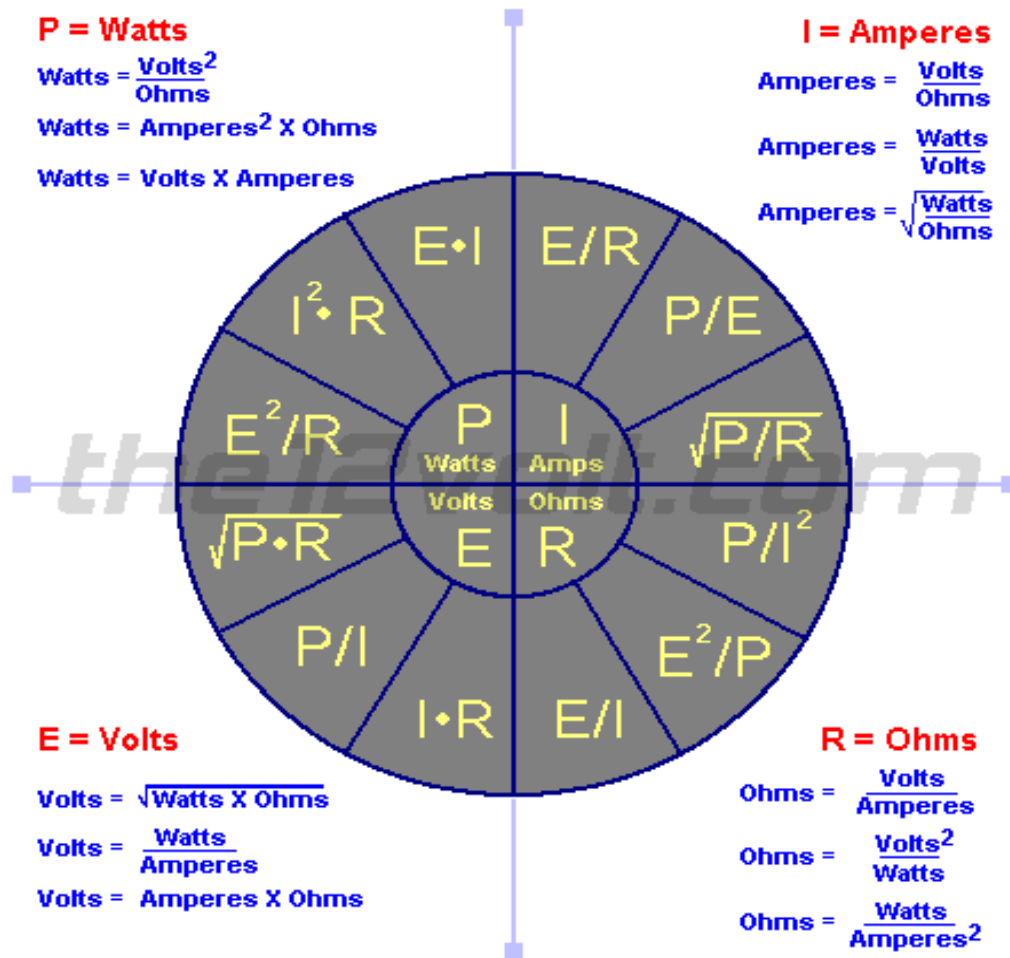 P = Watts
Watts = Volts²/Ohms
Watts = Amperes² X Ohms
Watts = Volts X Amperes
I = Amperes
Amperes = Volts/Ohms
Amperes = Watts/Volts
Amperes = √(Watts/Ohms)
E•I
E/R
I²• R
P/E
E²/R
√P/R
P
I
Watts
Amps
the12volt.com
Volts
Ohms
E
R
√P•R
P/I²
P/I
E²/P
I•R
E/I
E = Volts
Volts = √Watts X Ohms
Volts = Watts/Amperes
Volts = Amperes X Ohms
R = Ohms
Ohms = Volts/Amperes
Ohms = Volts²/Watts
Ohms = Watts/Amperes²